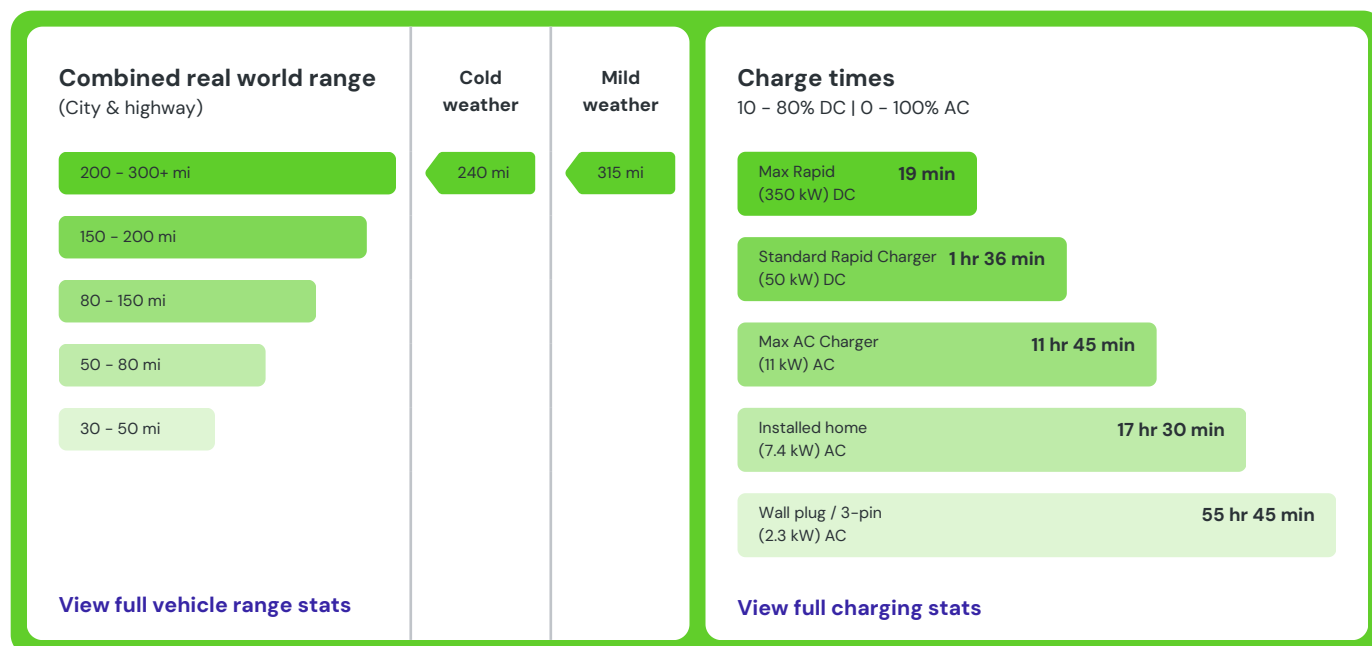 Combined real world range
(City & highway)
Cold
weather
Mild
weather
200 - 300+ mi
240 mi
315 mi
150 - 200 mi
80 - 150 mi
50 - 80 mi
30 - 50 mi
View full vehicle range stats
Charge times
10 - 80% DC | 0 - 100% AC
Max Rapid
(350 kW) DC
19 min
Standard Rapid Charger
(50 kW) DC
1 hr 36 min
Max AC Charger
(11 kW) AC
11 hr 45 min
Installed home
(7.4 kW) AC
17 hr 30 min
Wall plug / 3-pin
(2.3 kW) AC
55 hr 45 min
View full charging stats